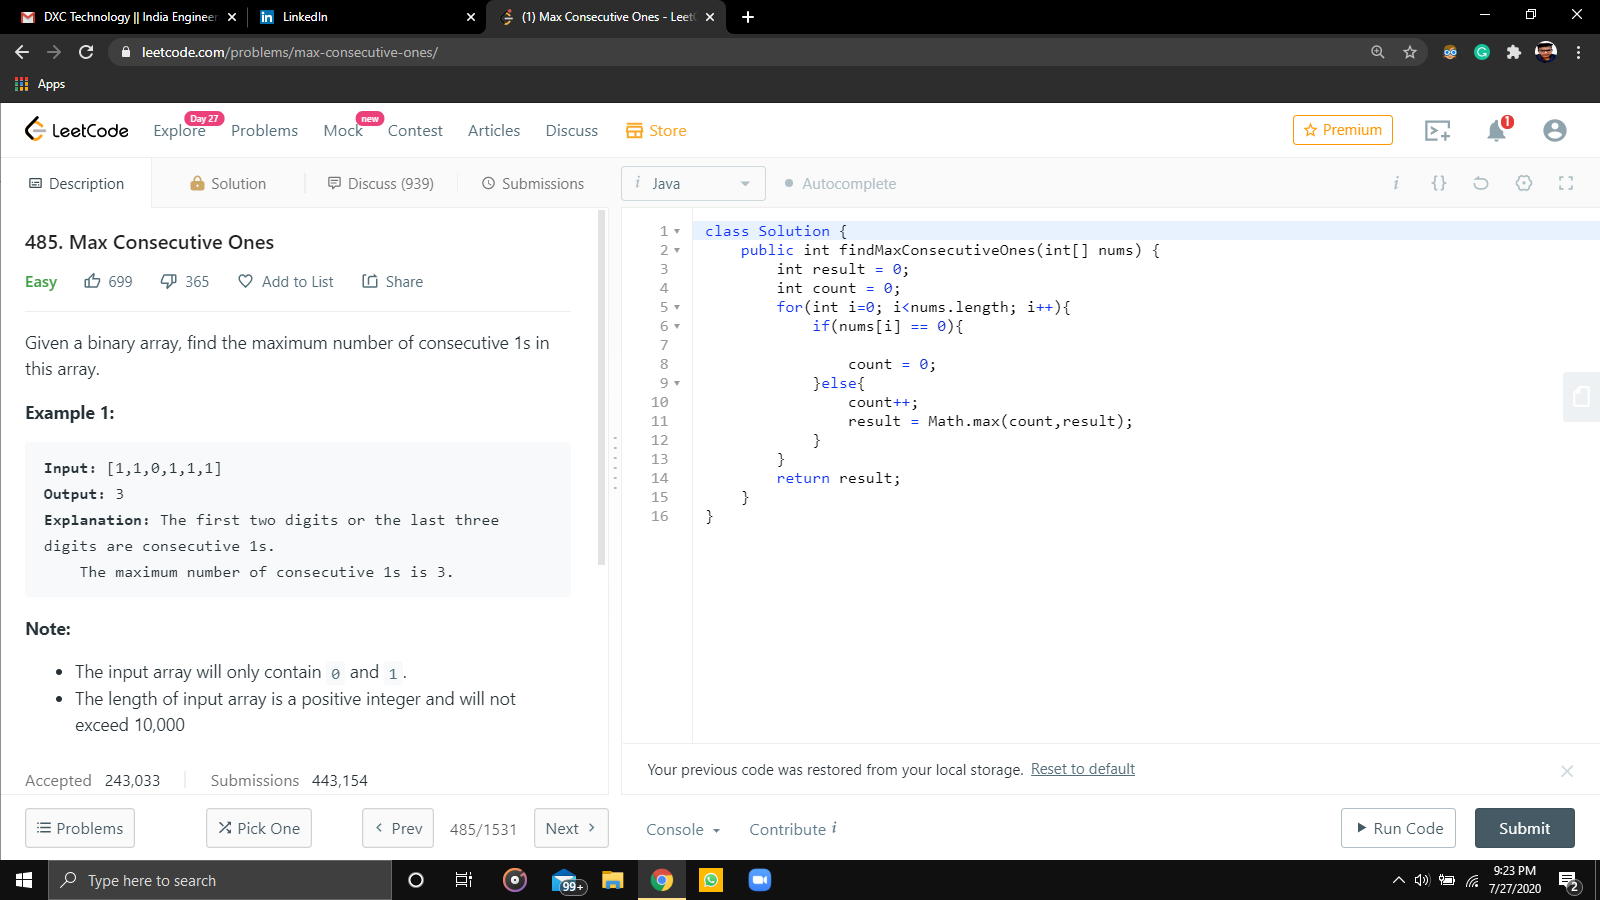 DXC Technology || India Engineer
LinkedIn
(1) Max Consecutive Ones - Leet
leetcode.com/problems/max-consecutive-ones/
Apps
LeetCode
Explore
Day 27
Problems
Mock
new
Contest
Articles
Discuss
Store
Premium
1
Description
Solution
Discuss (939)
Submissions
i Java
Autocomplete
i {}
485. Max Consecutive Ones
Easy 699 365 Add to List Share
Given a binary array, find the maximum number of consecutive 1s in
this array.
Example 1:
Input: [1,1,0,1,1,1]
Output: 3
Explanation: The first two digits or the last three
digits are consecutive 1s.
The maximum number of consecutive 1s is 3.
Note:
• The input array will only contain 0 and 1.
• The length of input array is a positive integer and will not
exceed 10,000
Accepted 243,033 Submissions 443,154
1 class Solution {
2 public int findMaxConsecutiveOnes(int[] nums) {
3 int result = 0;
4 int count = 0;
5 for(int i=0; i<nums.length; i++){
6 if(nums[i] == 0){
7
8 count = 0;
9 }else{
10 count++;
11 result = Math.max(count,result);
12 }
13 }
14 return result;
15 }
16 }
Your previous code was restored from your local storage. Reset to default
Problems
Pick One
Prev
485/1531
Next
Console
Contribute i
Run Code
Submit
Type here to search
99+
9:23 PM
7/27/2020
2